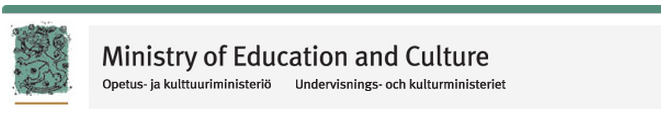 Ministry of Education and Culture
Opetus- ja kulttuuriministeriö Undervisnings- och kulturministeriet